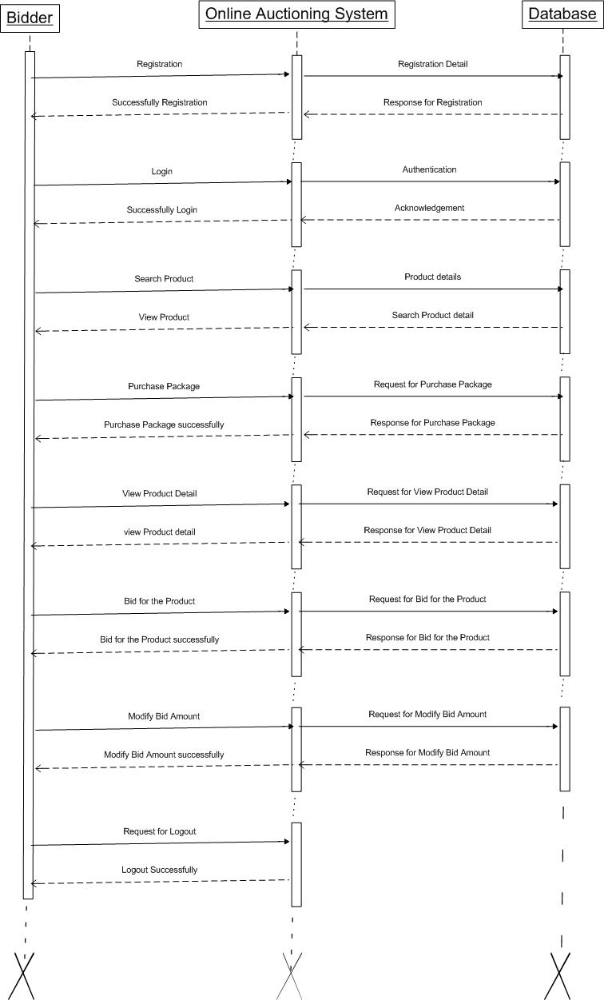 Bidder
Online Auctioning System
Database
Registration
Registration Detail
Successfully Registration
Response for Registration
Login
Authentication
Successfully Login
Acknowledgement
Search Product
Product details
View Product
Search Product detail
Purchase Package
Request for Purchase Package
Purchase Package successfully
Response for Purchase Package
View Product Detail
Request for View Product Detail
view Product detail
Response for View Product Detail
Bid for the Product
Request for Bid for the Product
Bid for the Product successfully
Response for Bid for the Product
Modify Bid Amount
Request for Modify Bid Amount
Modify Bid Amount successfully
Response for Modify Bid Amount
Request for Logout
Logout Successfully